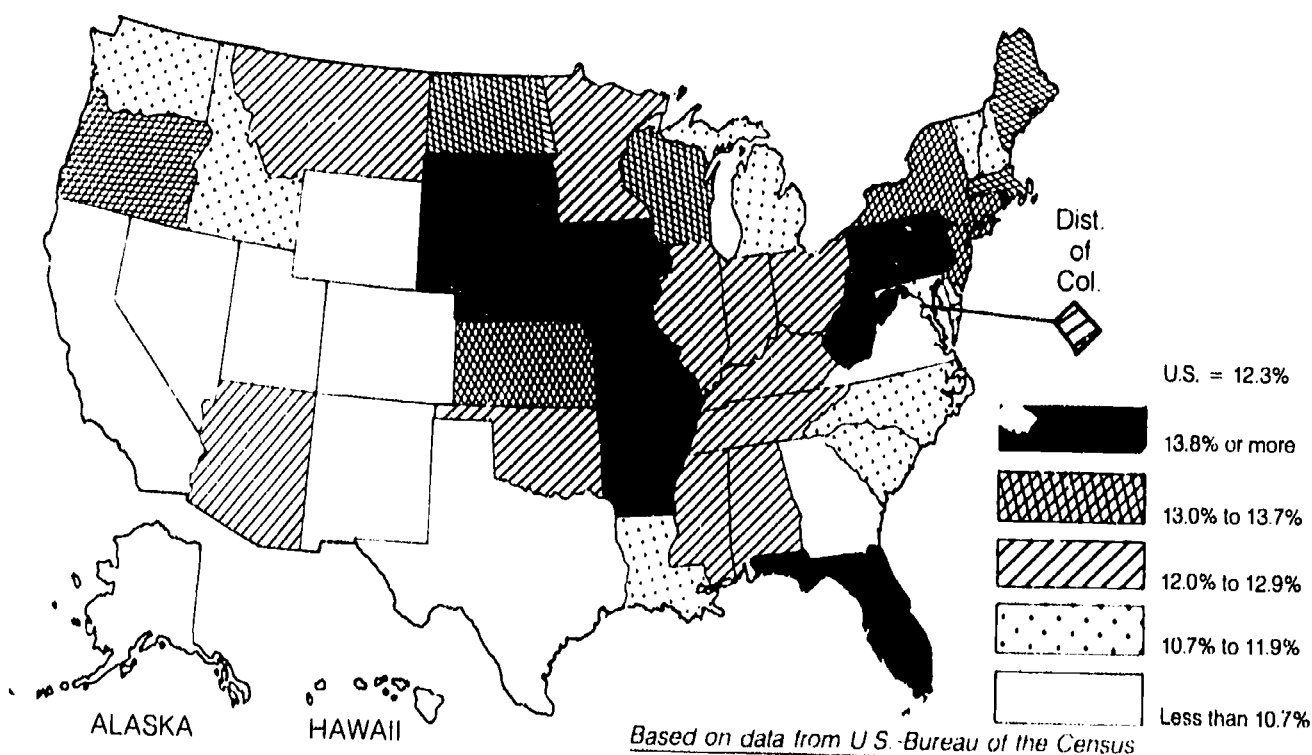 Dist.
of
Col.
U.S. = 12.3%
13.8% or more
13.0% to 13.7%
12.0% to 12.9%
10.7% to 11.9%
Less than 10.7%
ALASKA
HAWAII
Based on data from U.S.-Bureau of the Census